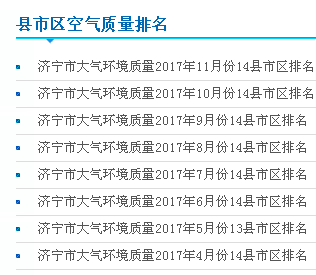 县市区空气质量排名
济宁市大气环境质量2017年11月份14县市区排名
济宁市大气环境质量2017年10月份14县市区排名
济宁市大气环境质量2017年9月份14县市区排名
济宁市大气环境质量2017年8月份14县市区排名
济宁市大气环境质量2017年7月份14县市区排名
济宁市大气环境质量2017年6月份14县市区排名
济宁市大气环境质量2017年5月份13县市区排名
济宁市大气环境质量2017年4月份14县市区排名